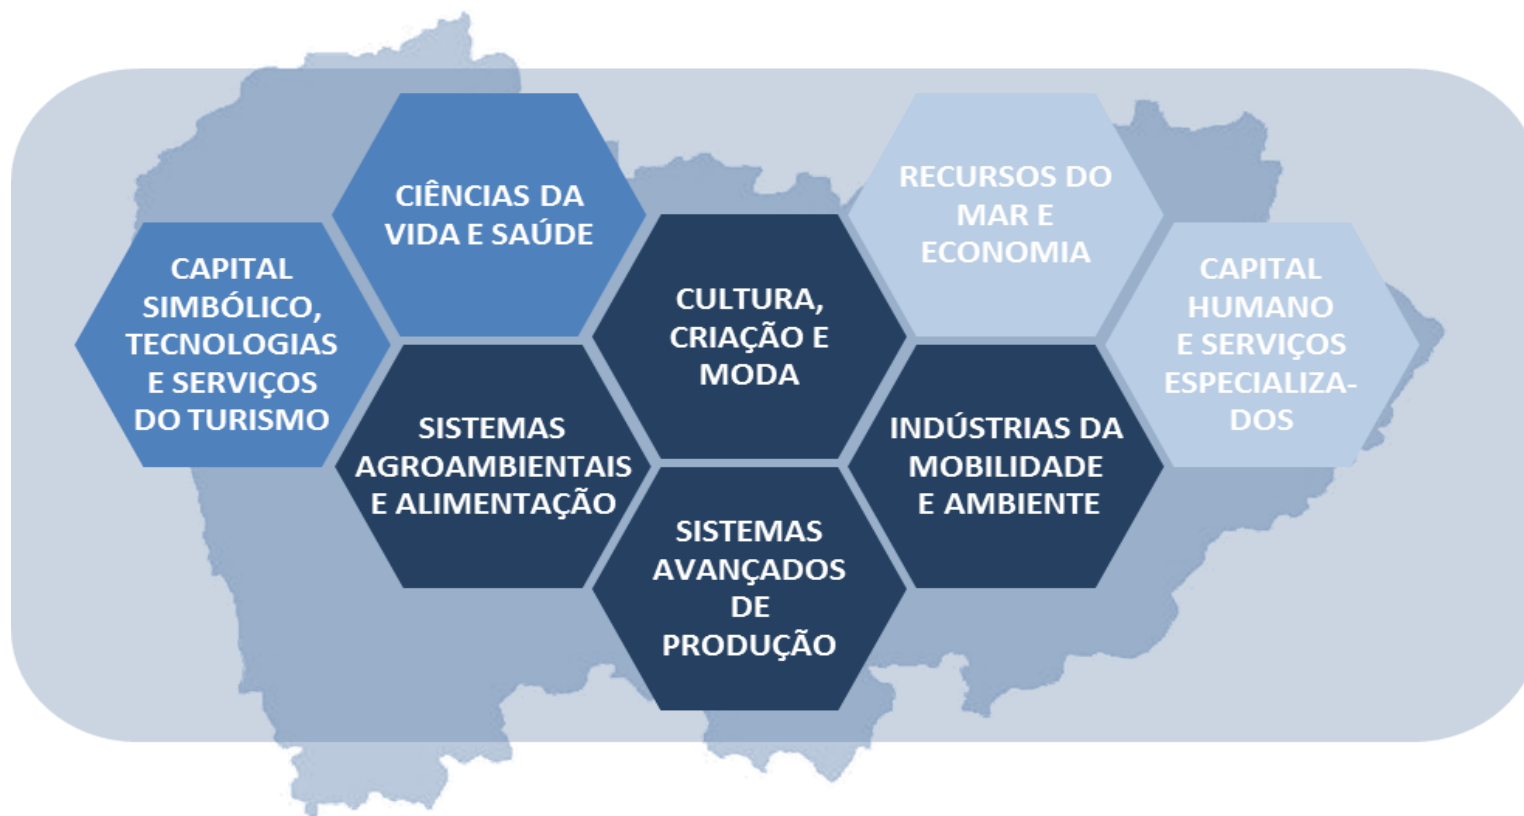 CIÊNCIAS DA
VIDA E SAÚDE
RECURSOS DO
MAR E
ECONOMIA
CAPITAL
SIMBÓLICO,
TECNOLOGIAS
E SERVIÇOS
DO TURISMO
CULTURA,
CRIAÇÃO E
MODA
CAPITAL
HUMANO
E SERVIÇOS
ESPECIALIZA-
DOS
SISTEMAS
AGROAMBIENTAIS
E ALIMENTAÇÃO
INDÚSTRIAS DA
MOBILIDADE
E AMBIENTE
SISTEMAS
AVANÇADOS
DE
PRODUÇÃO